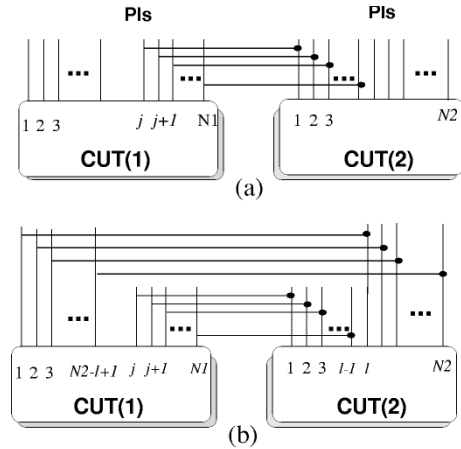 PIs PIs
... ... ... ...
1 2 3 j j+1 N1 1 2 3 N2
CUT(1) CUT(2)
(a)
... ... ... ...
1 2 3 N2-l+1 j j+1 N1 1 2 3 l-1 l N2
CUT(1) CUT(2)
(b)